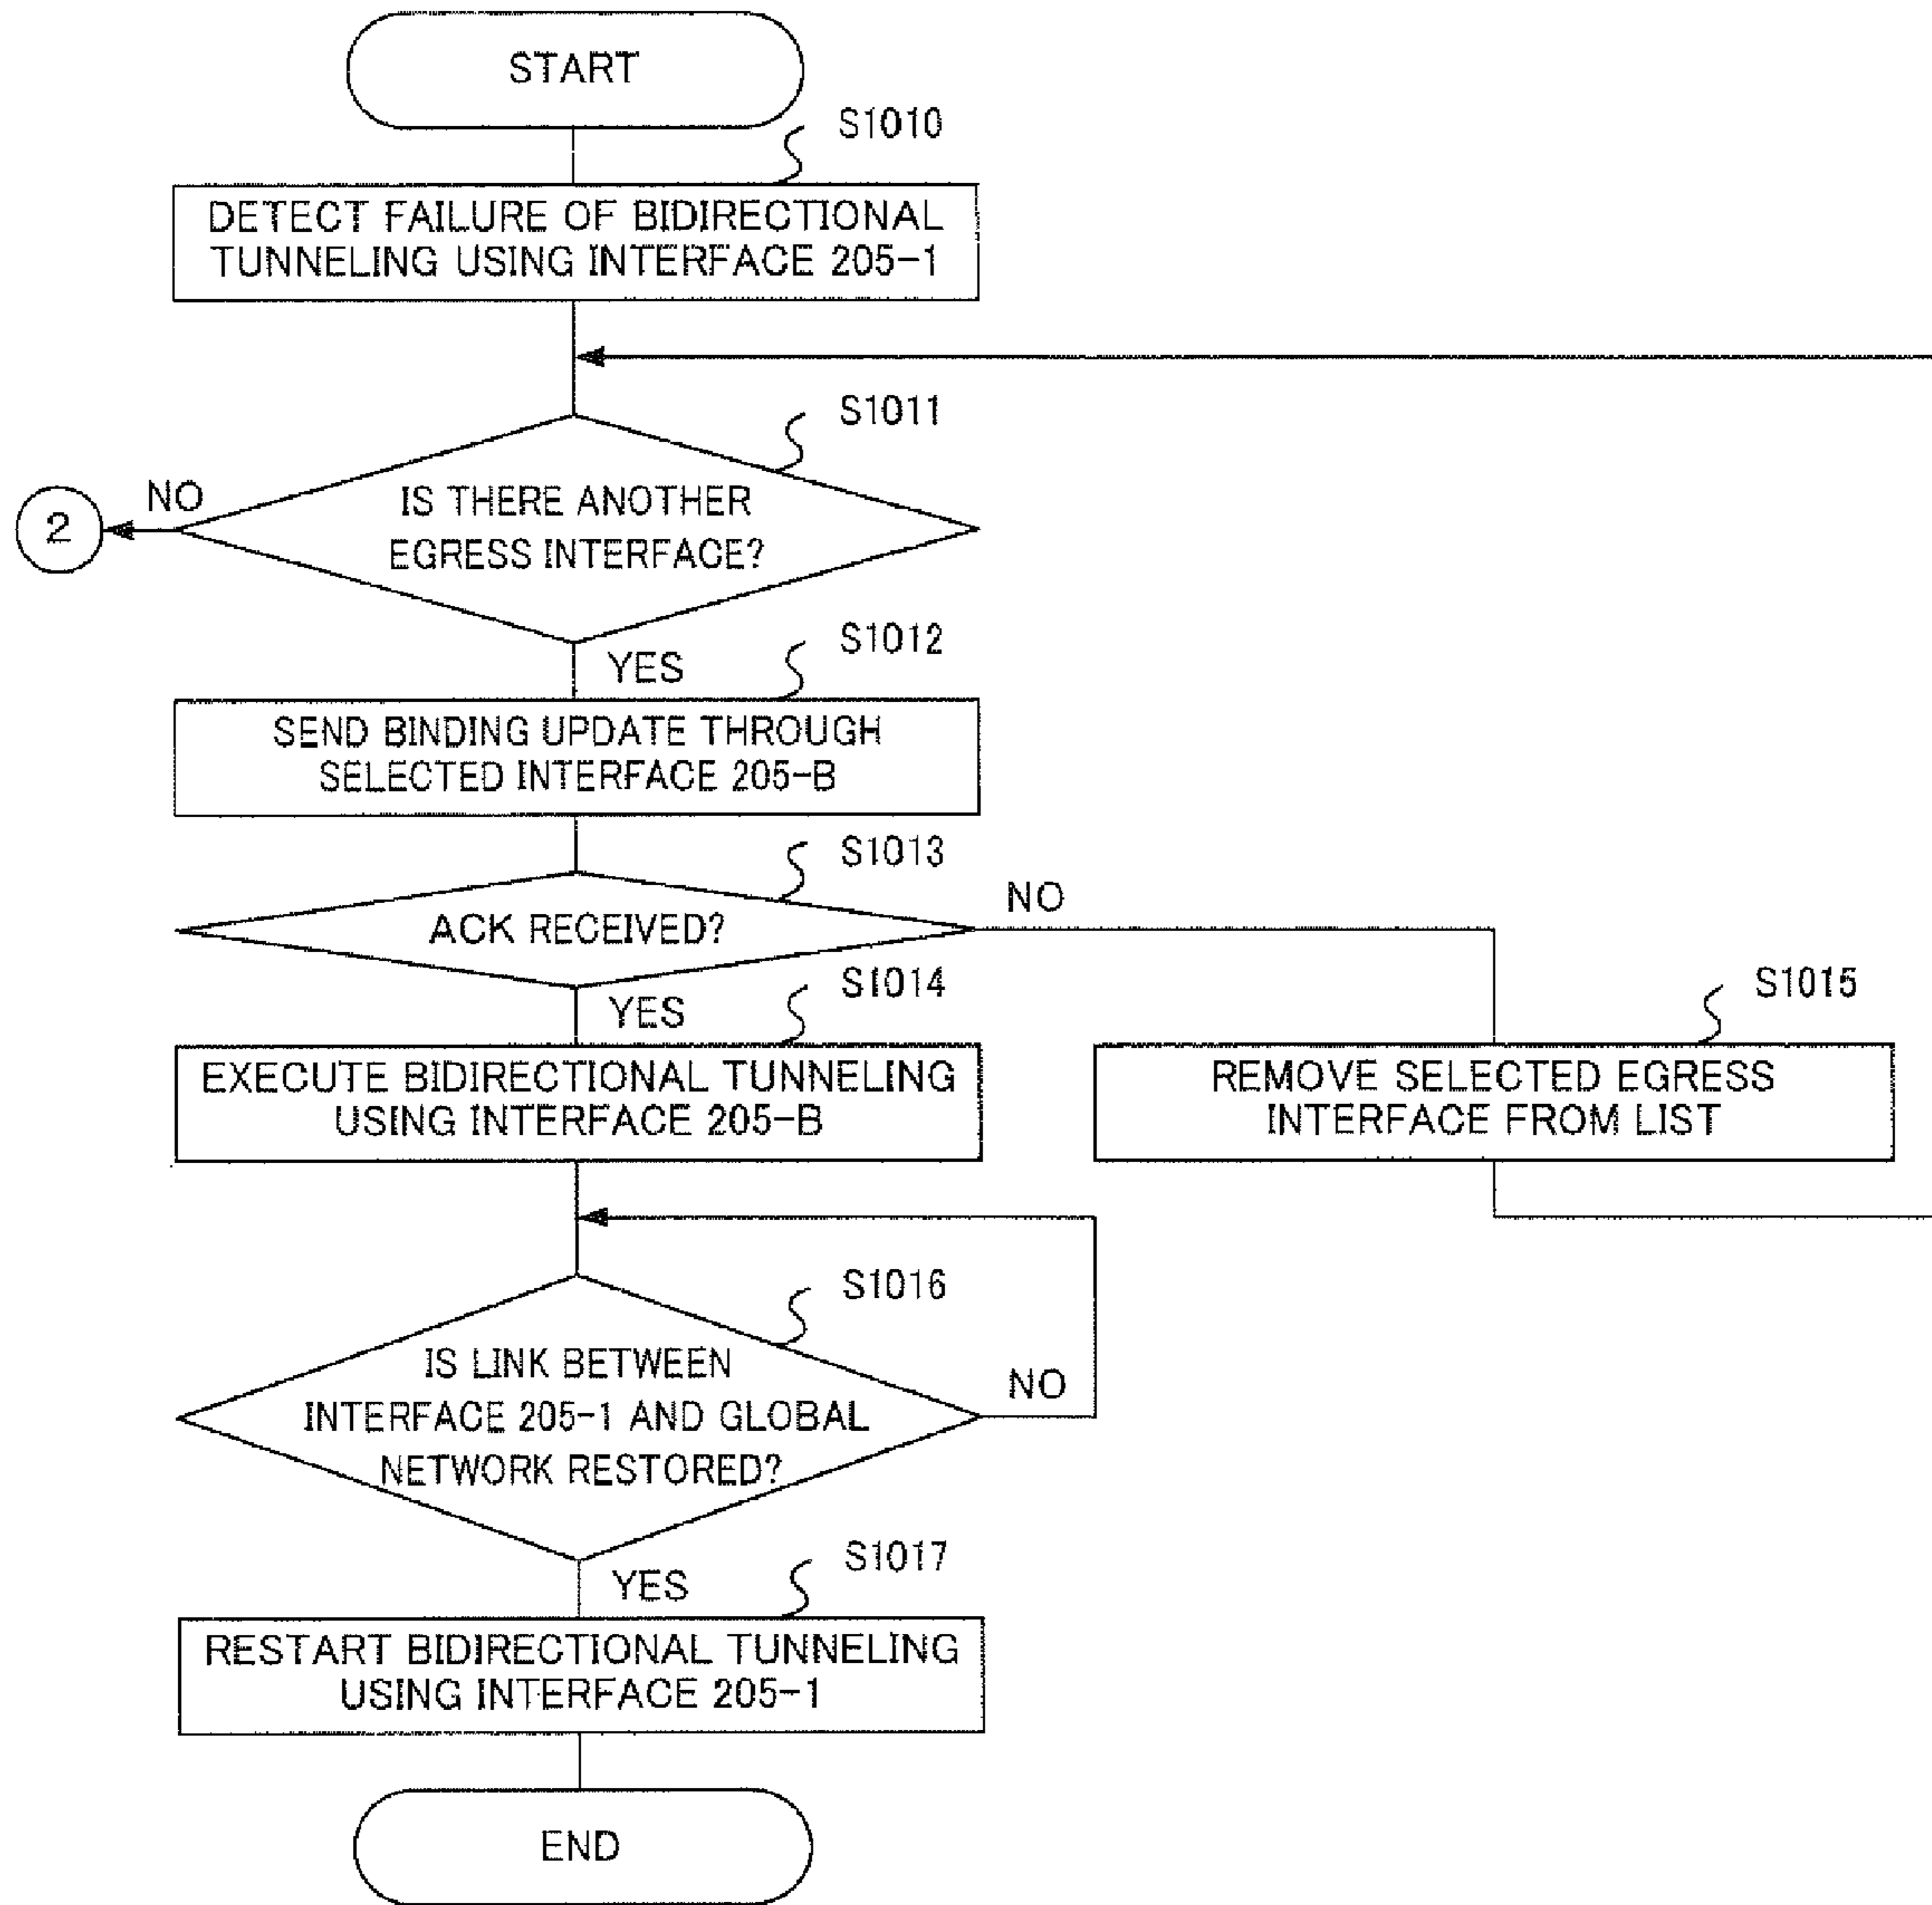 START
S1010
DETECT FAILURE OF BIDIRECTIONAL
TUNNELING USING INTERFACE 205-1
S1011
NO
2
IS THERE ANOTHER
EGRESS INTERFACE?
S1012
YES
SEND BINDING UPDATE THROUGH
SELECTED INTERFACE 205-B
S1013
NO
ACK RECEIVED?
S1014
YES
S1015
EXECUTE BIDIRECTIONAL TUNNELING
USING INTERFACE 205-B
REMOVE SELECTED EGRESS
INTERFACE FROM LIST
S1016
IS LINK BETWEEN
INTERFACE 205-1 AND GLOBAL
NETWORK RESTORED?
NO
S1017
YES
RESTART BIDIRECTIONAL TUNNELING
USING INTERFACE 205-1
END